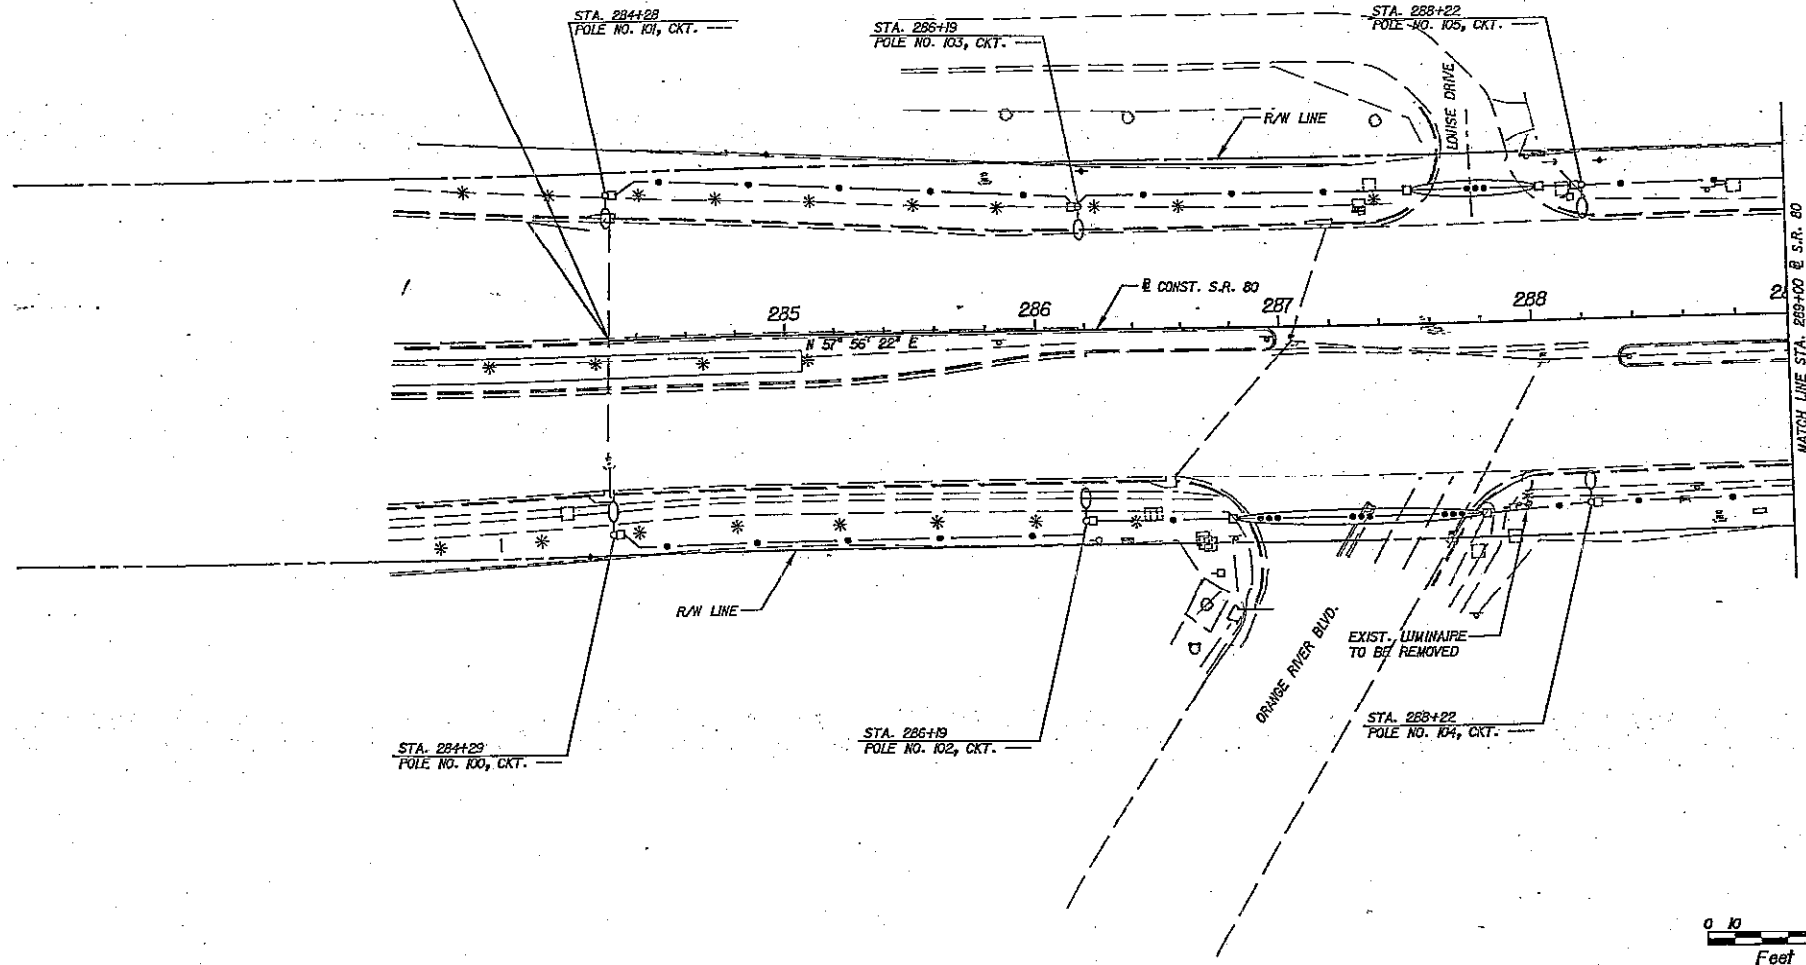 STA. 284+28
POLE NO. 101, CKT.
STA. 286+19
POLE NO. 103, CKT.
STA. 288+22
POLE NO. 105, CKT.
LOUISE DRIVE
R/W LINE
℄ CONST. S.R. 80
285
286
287
288
28
N 57° 56' 22" E
MATCH LINE STA. 289+00 ℄ S.R. 80
R/W LINE
ORANGE RIVER BLVD.
EXIST. LUMINAIRE
TO BE REMOVED
STA. 284+29
POLE NO. 100, CKT.
STA. 286+19
POLE NO. 102, CKT.
STA. 288+22
POLE NO. 104, CKT.
0 10
Feet